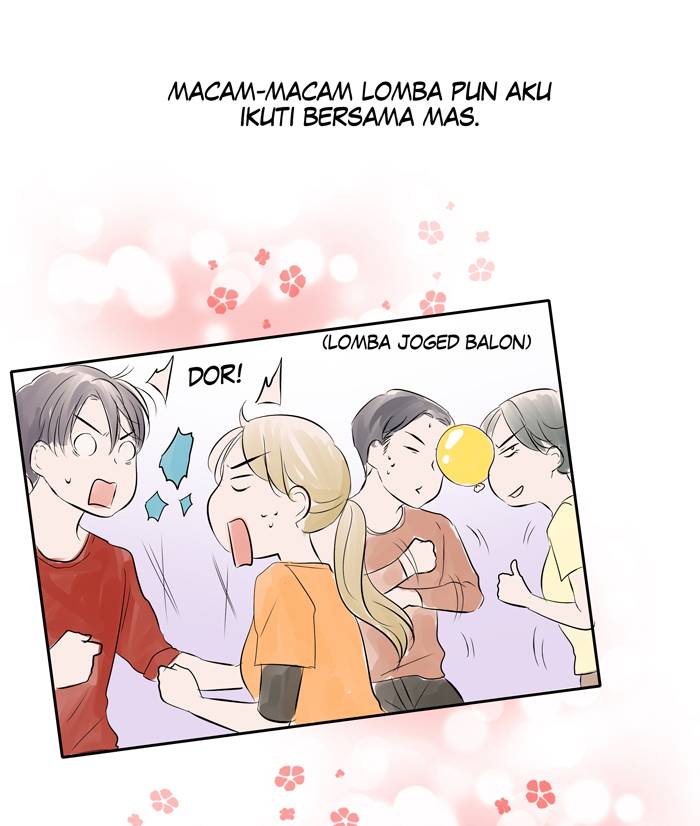 MACAM-MACAM LOMBA PUN AKU
IKUTI BERSAMA MAS.
(LOMBA JOGED BALON)
DOR!